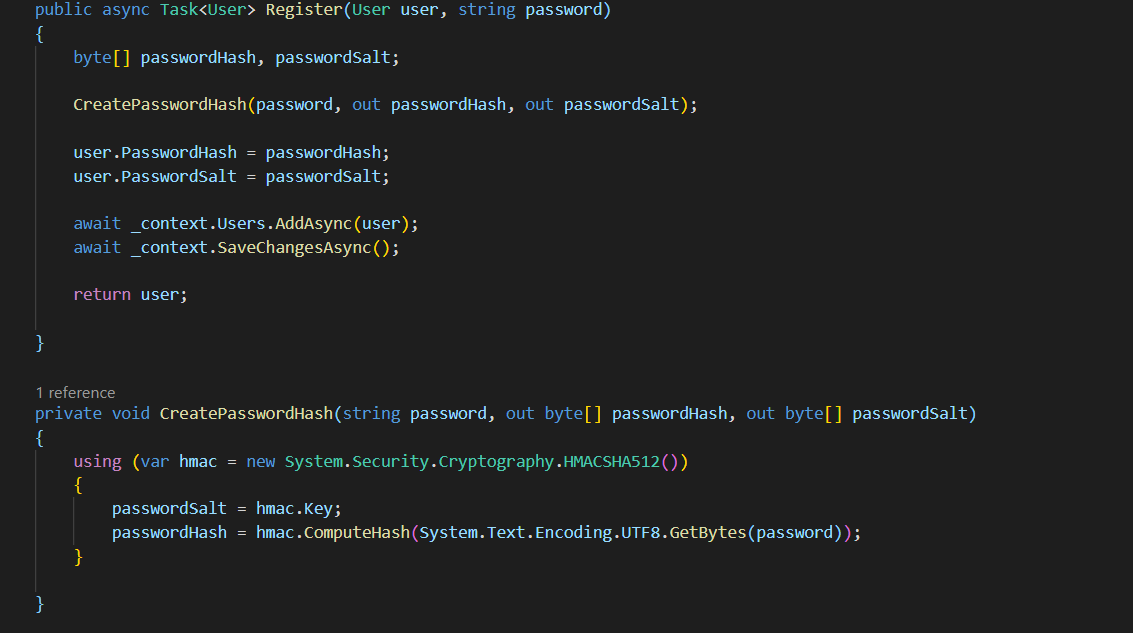 public async Task<User> Register(User user, string password)
{
byte[] passwordHash, passwordSalt;
CreatePasswordHash(password, out passwordHash, out passwordSalt);
user.PasswordHash = passwordHash;
user.PasswordSalt = passwordSalt;
await _context.Users.AddAsync(user);
await _context.SaveChangesAsync();
return user;
}
1 reference
private void CreatePasswordHash(string password, out byte[] passwordHash, out byte[] passwordSalt)
{
using (var hmac = new System.Security.Cryptography.HMACSHA512())
{
passwordSalt = hmac.Key;
passwordHash = hmac.ComputeHash(System.Text.Encoding.UTF8.GetBytes(password));
}
}